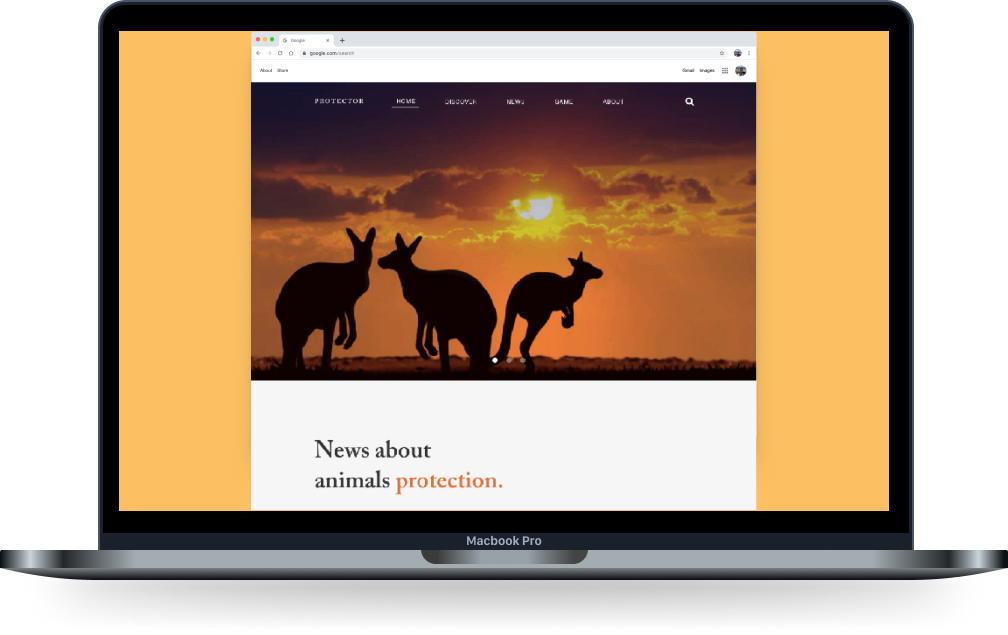 Google
google.com/search
About Store
Gmail Images
PROTECTOR HOME DISCOVER NEWS GAME ABOUT
News about
animals protection.
Macbook Pro